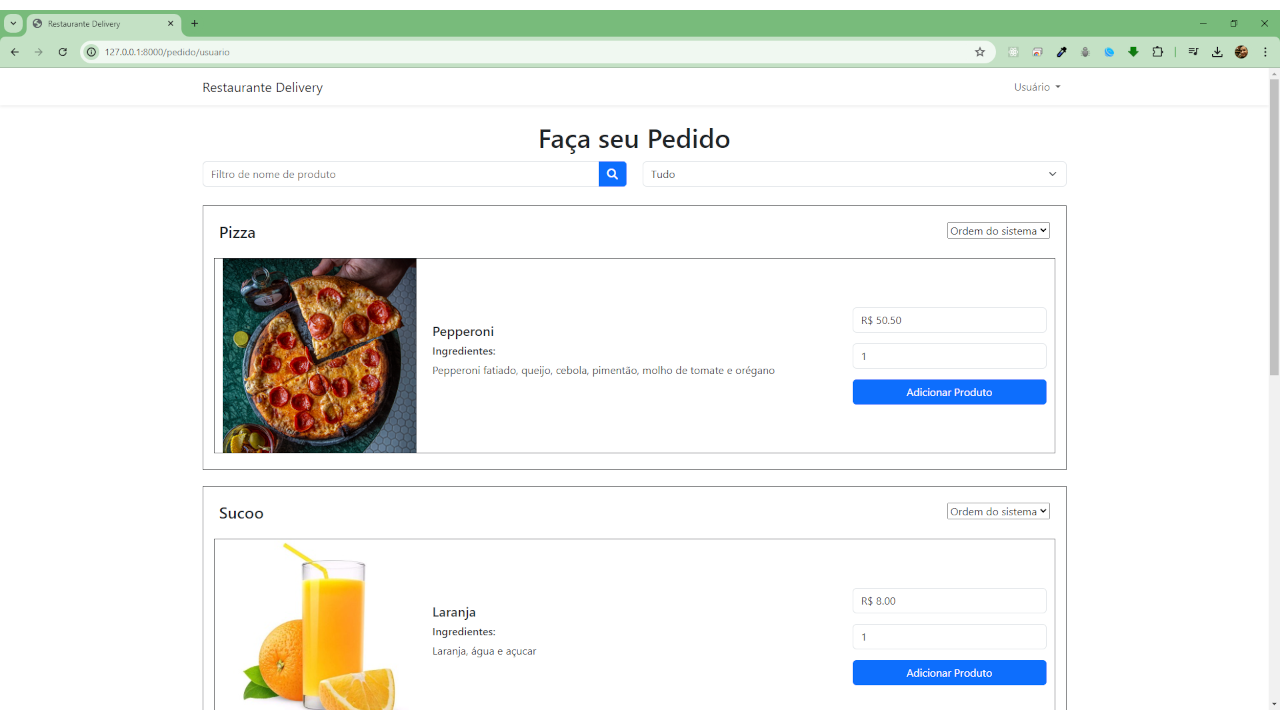 Restaurante Delivery
127.0.0.1:8000/pedido/usuario
Restaurante Delivery
Usuário
Faça seu Pedido
Filtro de nome de produto
Tudo
Pizza
Ordem do sistema
Pepperoni
Ingredientes:
Pepperoni fatiado, queijo, cebola, pimentão, molho de tomate e orégano
R$ 50.50
1
Adicionar Produto
Sucoo
Ordem do sistema
Laranja
Ingredientes:
Laranja, água e açucar
R$ 8.00
1
Adicionar Produto